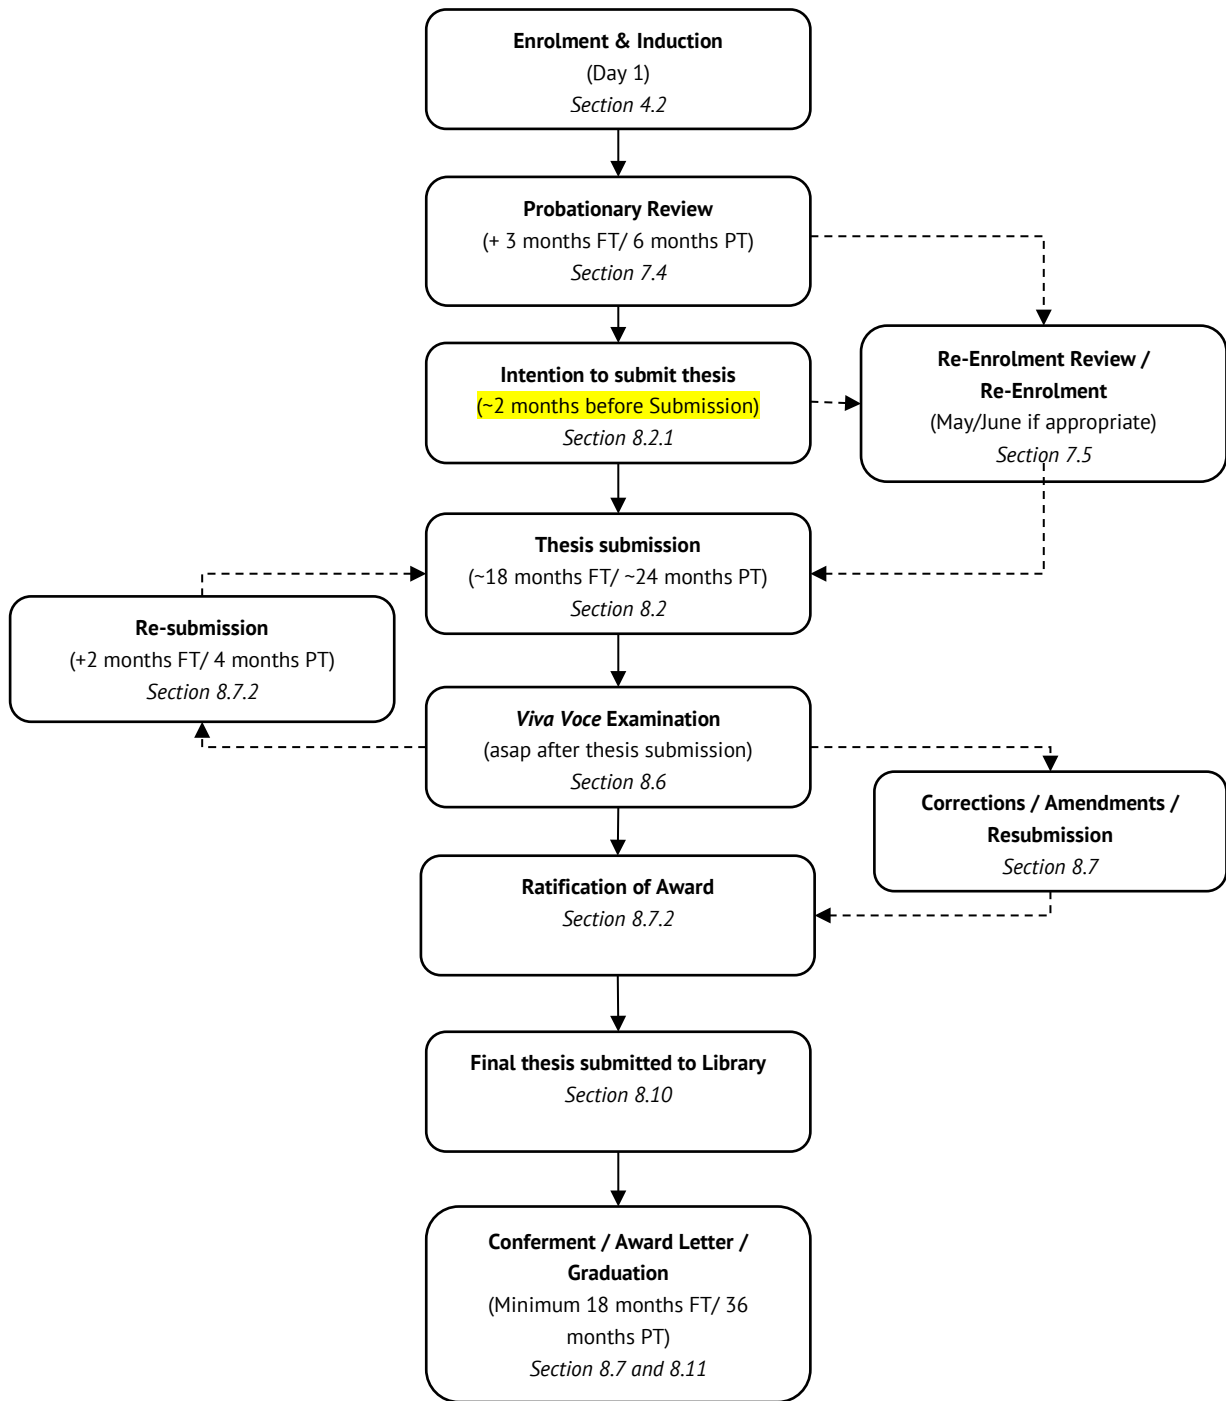 Enrolment & Induction
(Day 1)
Section 4.2
Probationary Review
(+ 3 months FT/ 6 months PT)
Section 7.4
Intention to submit thesis
(~2 months before Submission)
Section 8.2.1
Re-Enrolment Review /
Re-Enrolment
(May/June if appropriate)
Section 7.5
Thesis submission
(~18 months FT/ ~24 months PT)
Section 8.2
Re-submission
(+2 months FT/ 4 months PT)
Section 8.7.2
Viva Voce Examination
(asap after thesis submission)
Section 8.6
Corrections / Amendments /
Resubmission
Section 8.7
Ratification of Award
Section 8.7.2
Final thesis submitted to Library
Section 8.10
Conferment / Award Letter /
Graduation
(Minimum 18 months FT/ 36
months PT)
Section 8.7 and 8.11